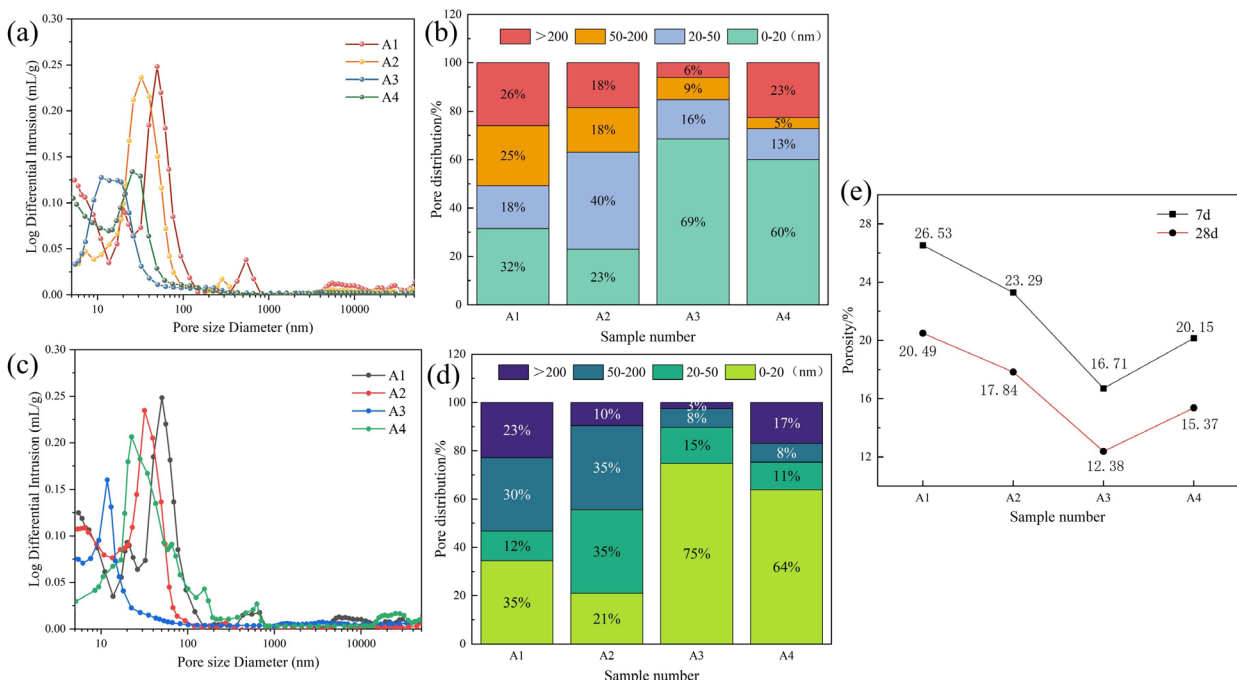 (a)
0.30
0.25
0.20
0.15
0.10
0.05
0.00
Log Differential Intrusion (mL/g)
10
100
1000
10000
Pore size Diameter (nm)
A1
A2
A3
A4
(b)
120
100
80
60
40
20
0
Pore distribution/%
>200
50-200
20-50
0-20（nm）
26%
25%
18%
32%
18%
18%
40%
23%
6%
9%
16%
69%
23%
5%
13%
60%
A1
A2
A3
A4
Sample number
(c)
0.30
0.25
0.20
0.15
0.10
0.05
0.00
Log Differential Intrusion (mL/g)
10
100
1000
10000
Pore size Diameter (nm)
A1
A2
A3
A4
(d)
120
100
80
60
40
20
0
Pore distribution/%
>200
50-200
20-50
0-20（nm）
23%
30%
12%
35%
10%
35%
35%
21%
3%
8%
15%
75%
17%
8%
11%
64%
A1
A2
A3
A4
Sample number
(e)
28
24
20
16
12
Porosity/%
7d
28d
26.53
23.29
16.71
20.15
20.49
17.84
12.38
15.37
A1
A2
A3
A4
Sample number